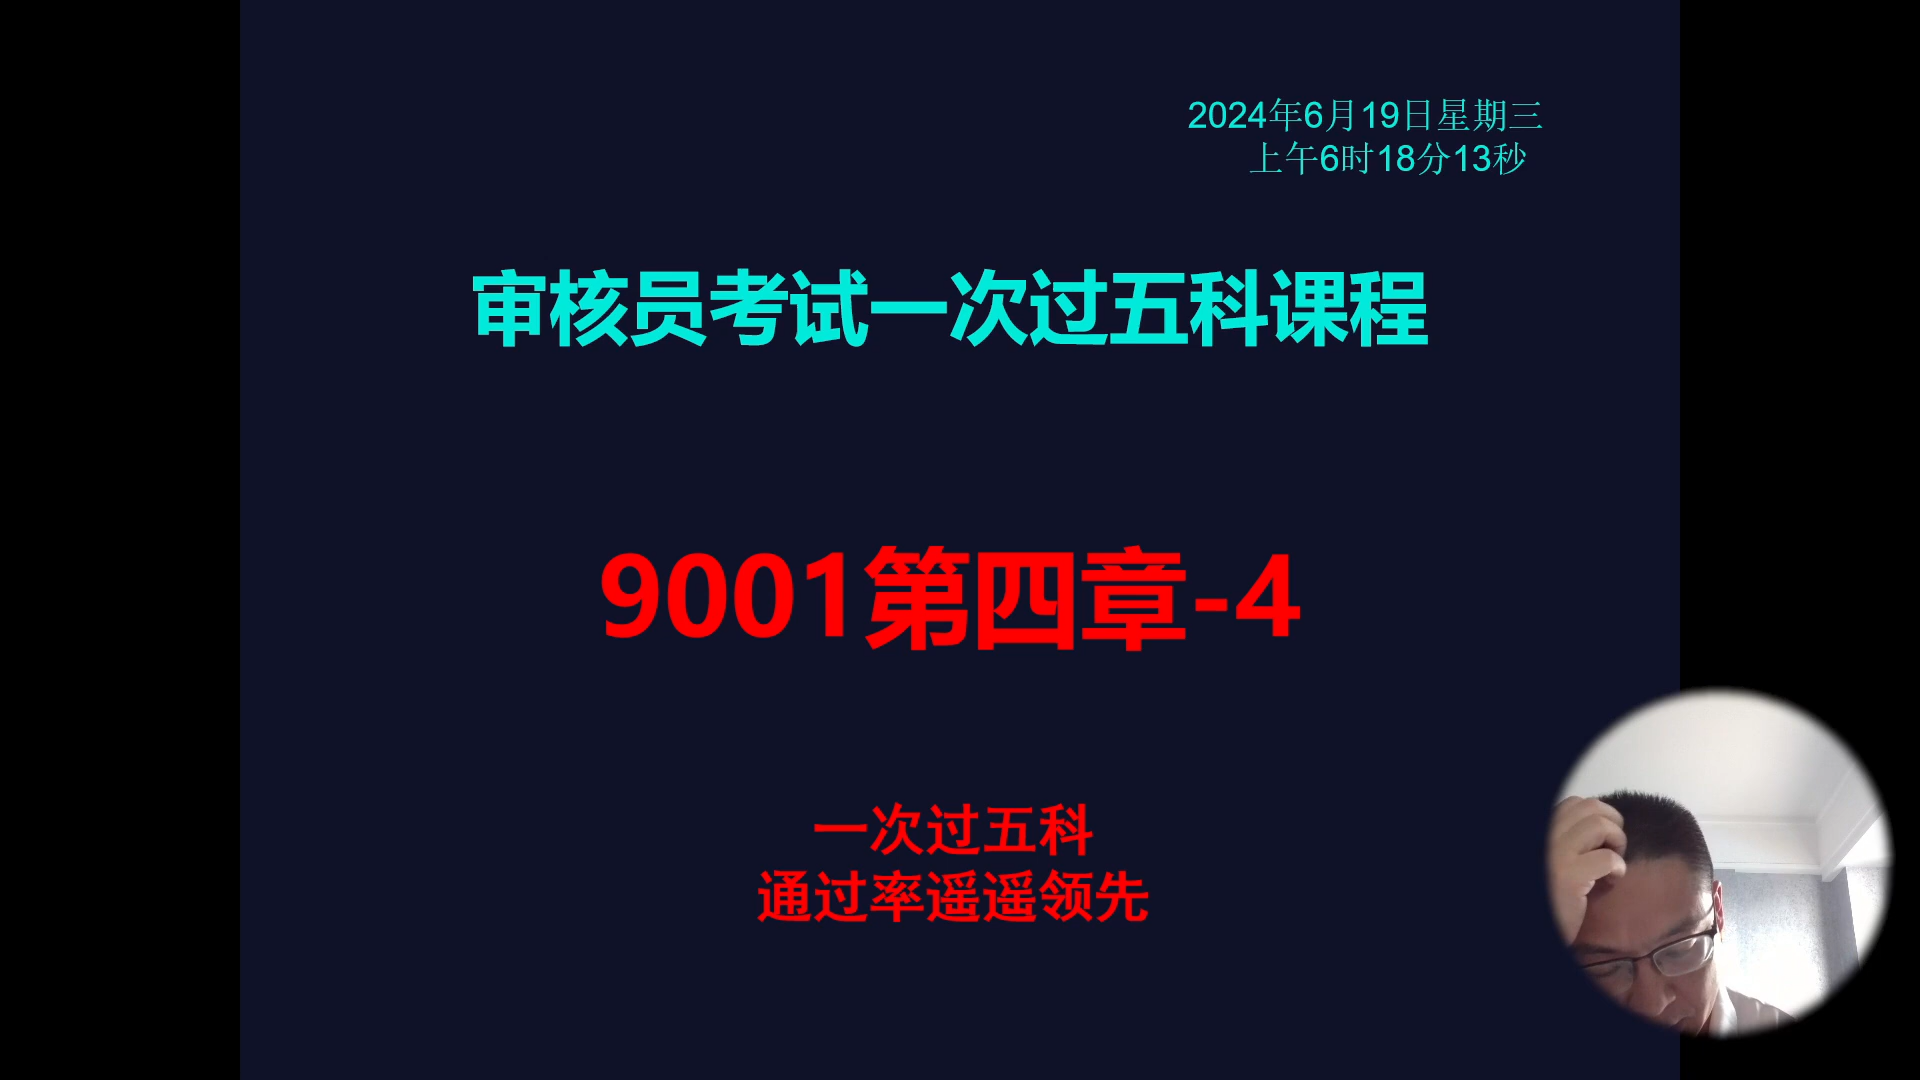 2024年6月19日星期三
上午6时18分13秒
审核员考试一次过五科课程
9001第四章-4
一次过五科
通过率遥遥领先